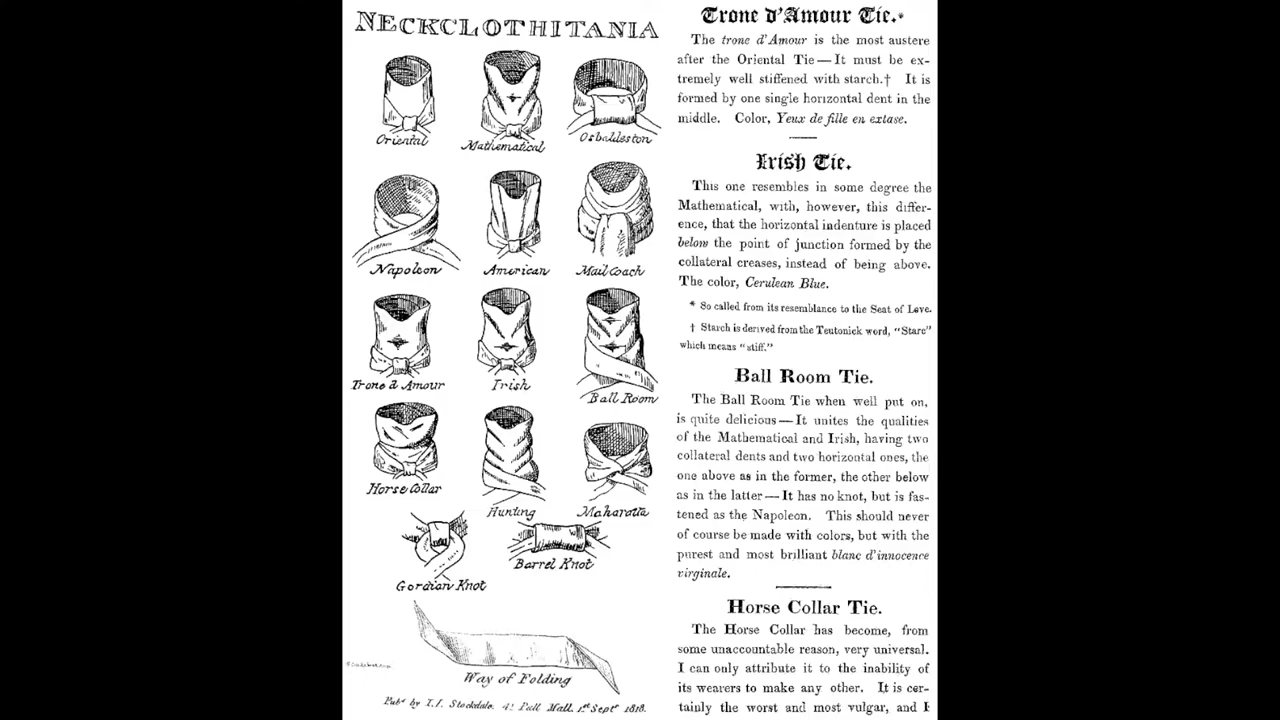 NECKCLOTHITANIA
Oriental
Mathematical
Osbaldeston
Napoleon
American
Mail Coach
Trone d Amour
Irish
Ball Room
Horse Collar
Hunting
Maharatta
Gordian Knot
Barrel Knot
Way of Folding
Pubd by I.I. Stockdale. 41 Pall Mall. 1st Septr 1818.
Trone d'Amour Tie.*
The trone d'Amour is the most austere
after the Oriental Tie—It must be ex-
tremely well stiffened with starch.† It is
formed by one single horizontal dent in the
middle. Color, Yeux de fille en extase.
Irish Tie.
This one resembles in some degree the
Mathematical, with, however, this differ-
ence, that the horizontal indenture is placed
below the point of junction formed by the
collateral creases, instead of being above.
The color, Cerulean Blue.
* So called from its resemblance to the Seat of Love.
† Starch is derived from the Teutonick word, "Starc"
which means "stiff."
Ball Room Tie.
The Ball Room Tie when well put on,
is quite delicious—It unites the qualities
of the Mathematical and Irish, having two
collateral dents and two horizontal ones, the
one above as in the former, the other below
as in the latter—It has no knot, but is fas-
tened as the Napoleon. This should never
of course be made with colors, but with the
purest and most brilliant blanc d'innocence
virginale.
Horse Collar Tie.
The Horse Collar has become, from
some unaccountable reason, very universal.
I can only attribute it to the inability of
its wearers to make any other. It is cer-
tainly the worst and most vulgar, and I